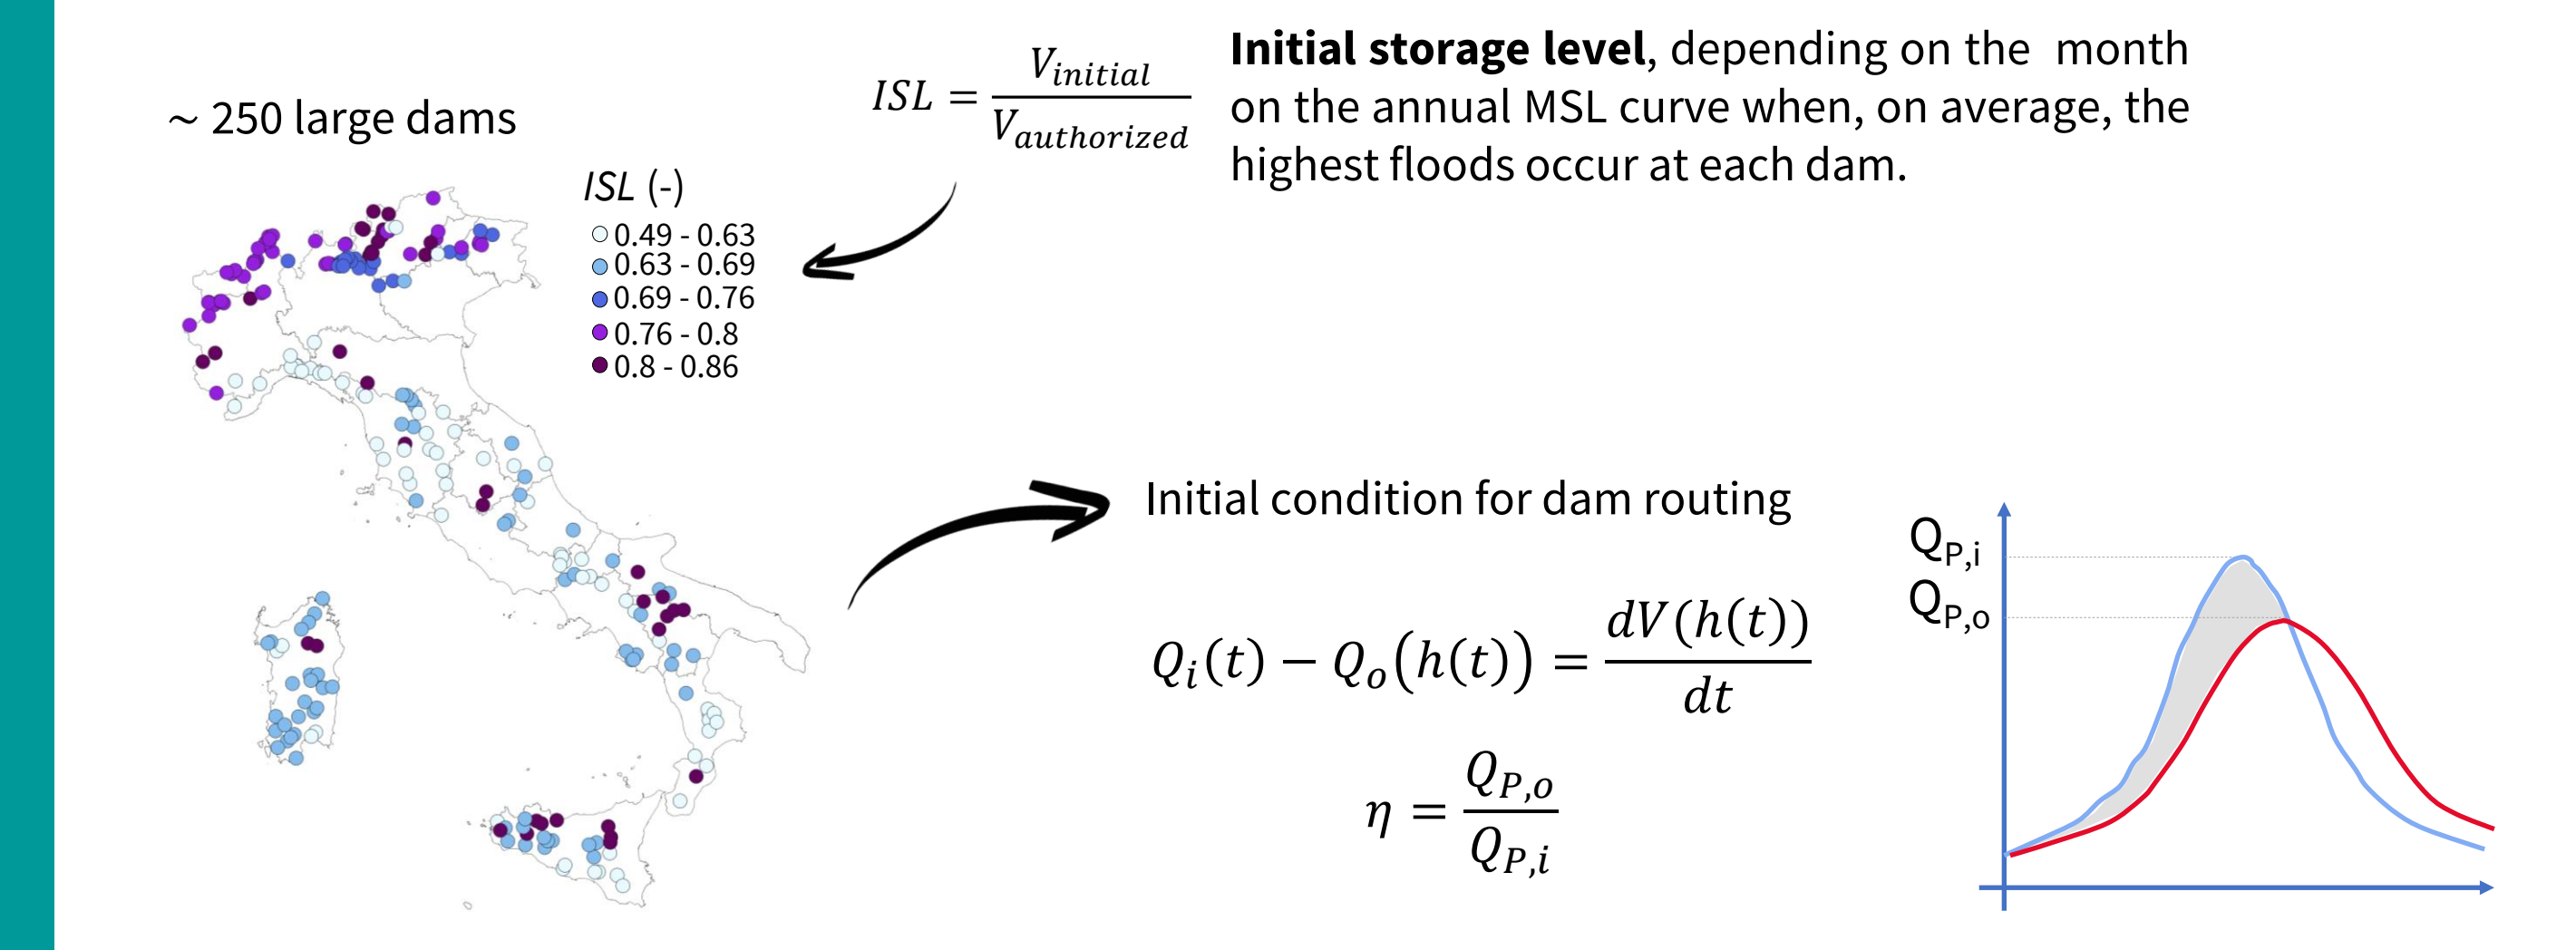 ~ 250 large dams
ISL = V_initial / V_authorized
Initial storage level, depending on the month
on the annual MSL curve when, on average, the
highest floods occur at each dam.
ISL (-)
0.49 - 0.63
0.63 - 0.69
0.69 - 0.76
0.76 - 0.8
0.8 - 0.86
Initial condition for dam routing
Q_i(t) − Q_o(h(t)) = dV(h(t)) / dt
η = Q_P,o / Q_P,i
Q_P,i
Q_P,o